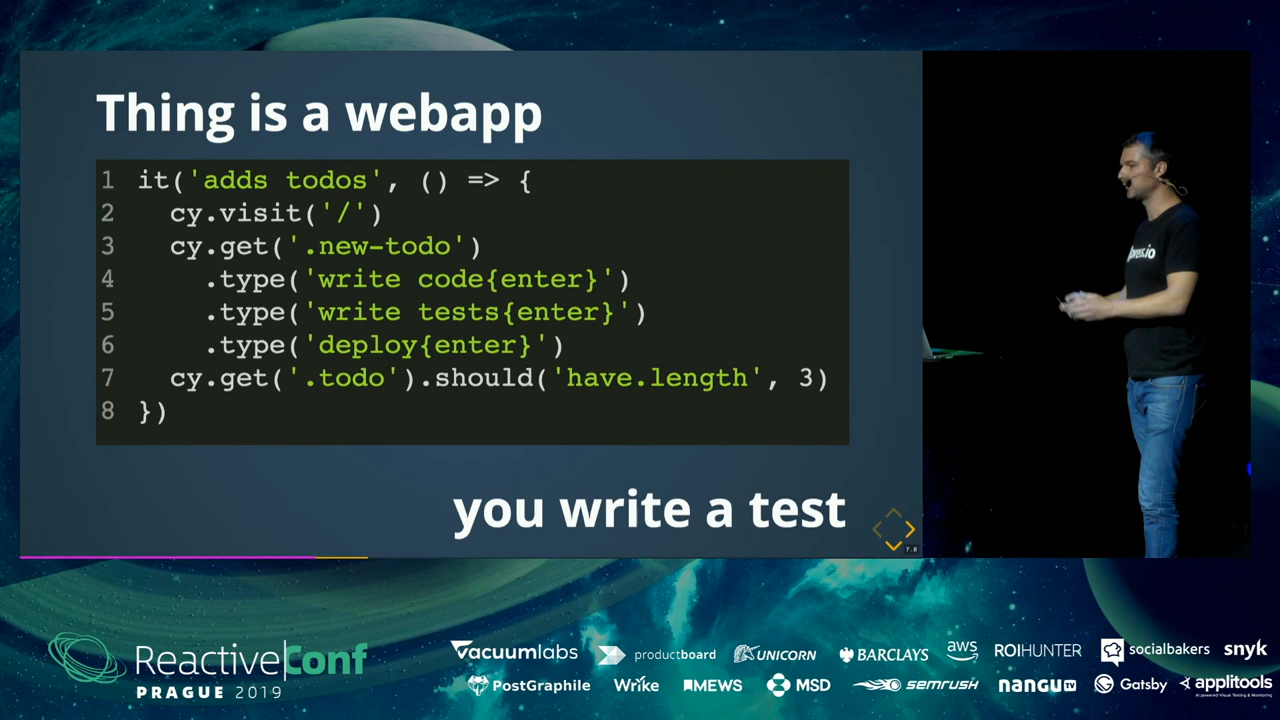 Thing is a webapp
1 it('adds todos', () => {
2 cy.visit('/')
3 cy.get('.new-todo')
4 .type('write code{enter}')
5 .type('write tests{enter}')
6 .type('deploy{enter}')
7 cy.get('.todo').should('have.length', 3)
8 })
you write a test
ReactiveConf
PRAGUE 2019
vacuumlabs productboard UNICORN BARCLAYS aws ROIHUNTER socialbakers snyk
PostGraphile Wrike MEWS MSD SEMRUSH nangu TV Gatsby applitools